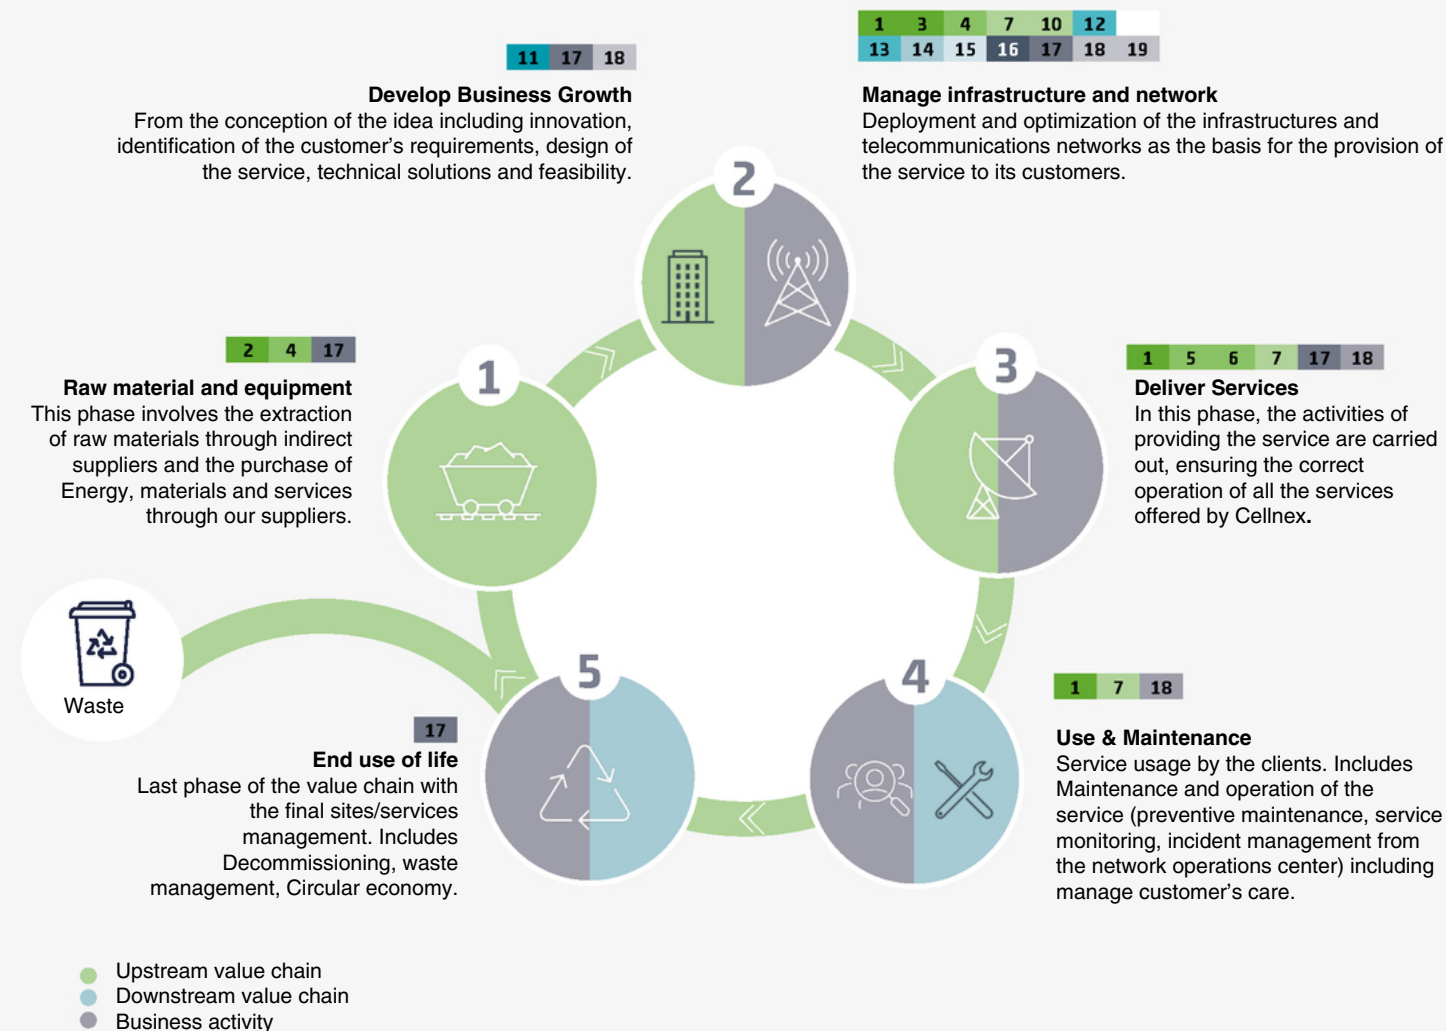 11 17 18
Develop Business Growth
From the conception of the idea including innovation,
identification of the customer's requirements, design of
the service, technical solutions and feasibility.
1 3 4 7 10 12
13 14 15 16 17 18 19
Manage infrastructure and network
Deployment and optimization of the infrastructures and
telecommunications networks as the basis for the provision of
the service to its customers.
2
2 4 17
Raw material and equipment
This phase involves the extraction
of raw materials through indirect
suppliers and the purchase of
Energy, materials and services
through our suppliers.
1
3
1 5 6 7 17 18
Deliver Services
In this phase, the activities of
providing the service are carried
out, ensuring the correct
operation of all the services
offered by Cellnex.
Waste
5
4
17
End use of life
Last phase of the value chain with
the final sites/services
management. Includes
Decommissioning, waste
management, Circular economy.
1 7 18
Use & Maintenance
Service usage by the clients. Includes
Maintenance and operation of the
service (preventive maintenance, service
monitoring, incident management from
the network operations center) including
manage customer's care.
Upstream value chain
Downstream value chain
Business activity